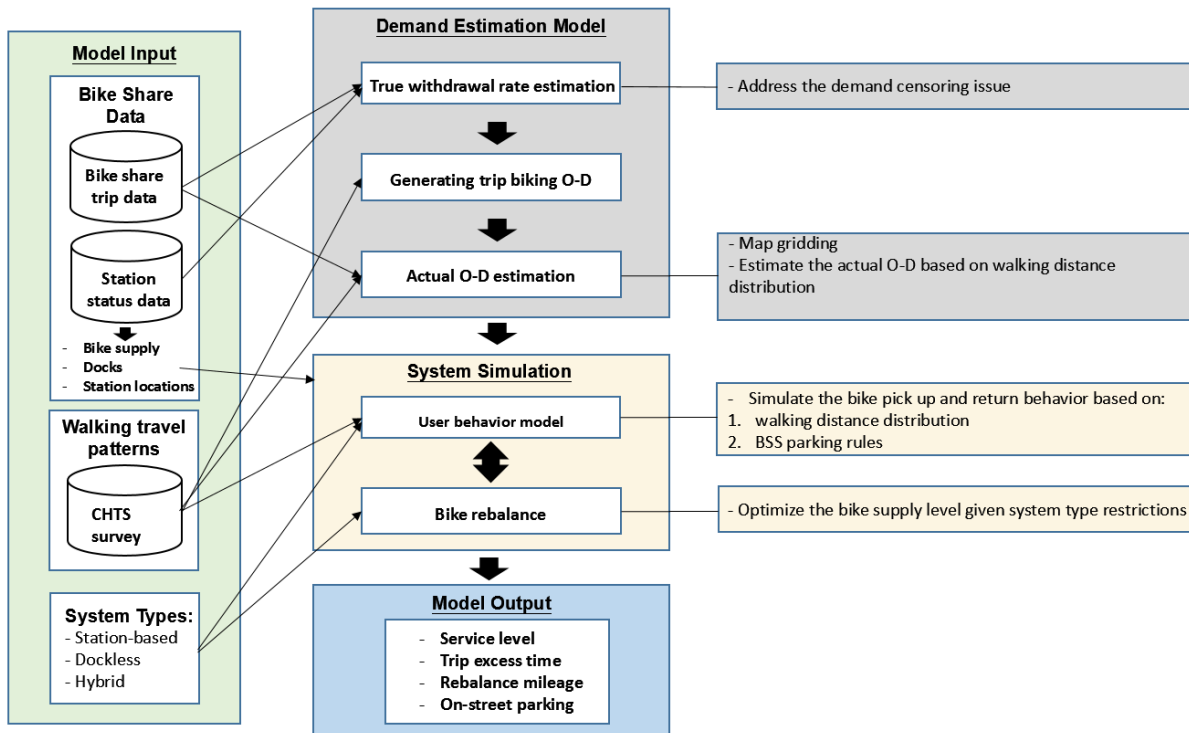 Model Input
Bike Share
Data
Bike share
trip data
Station
status data
- Bike supply
- Docks
- Station locations
Walking travel
patterns
CHTS
survey
System Types:
- Station-based
- Dockless
- Hybrid
Demand Estimation Model
True withdrawal rate estimation
- Address the demand censoring issue
Generating trip biking O-D
Actual O-D estimation
- Map gridding
- Estimate the actual O-D based on walking distance
distribution
System Simulation
User behavior model
- Simulate the bike pick up and return behavior based on:
1. walking distance distribution
2. BSS parking rules
Bike rebalance
- Optimize the bike supply level given system type restrictions
Model Output
- Service level
- Trip excess time
- Rebalance mileage
- On-street parking